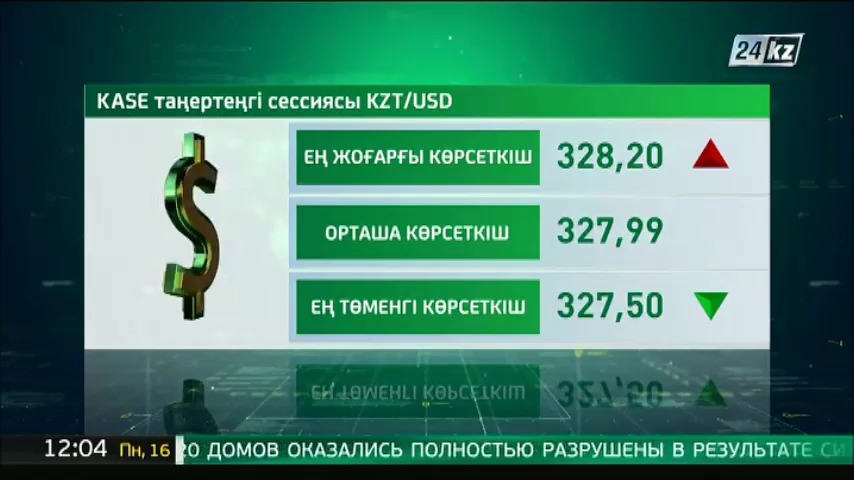 24 kz
KASE таңертеңгі сессиясы KZT/USD
ЕҢ ЖОҒАРҒЫ КӨРСЕТКІШ 328,20
ОРТАША КӨРСЕТКІШ 327,99
ЕҢ ТӨМЕНГІ КӨРСЕТКІШ 327,50
12:04 Пн, 16 20 ДОМОВ ОКАЗАЛИСЬ ПОЛНОСТЬЮ РАЗРУШЕНЫ В РЕЗУЛЬТАТЕ